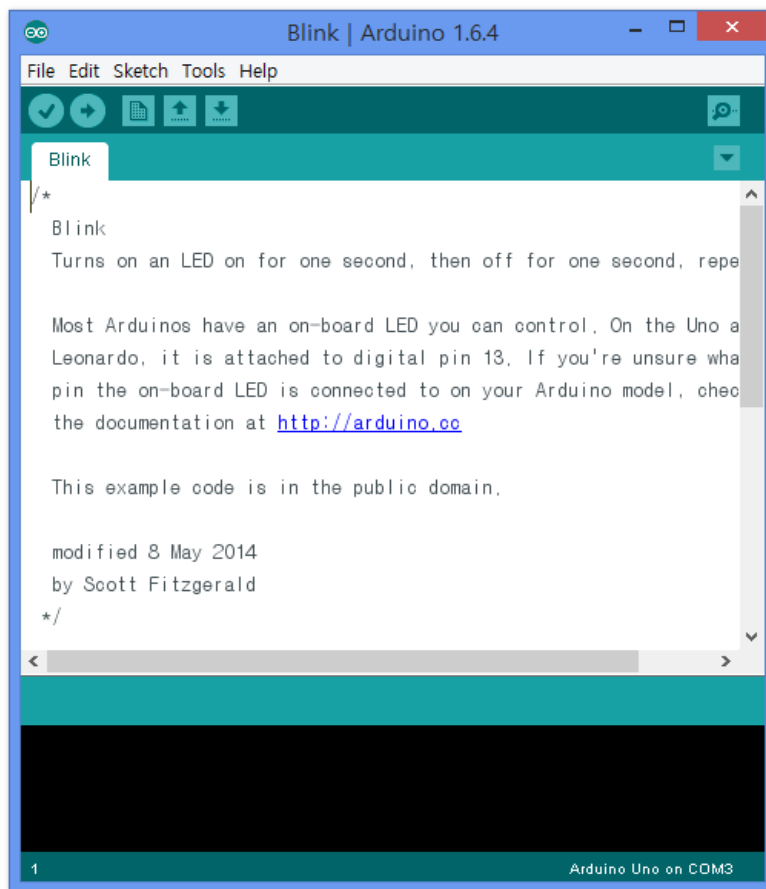 Blink | Arduino 1.6.4
File Edit Sketch Tools Help
Blink
/*
Blink
Turns on an LED on for one second, then off for one second, repe
Most Arduinos have an on-board LED you can control. On the Uno a
Leonardo, it is attached to digital pin 13. If you're unsure wha
pin the on-board LED is connected to on your Arduino model, chec
the documentation at http://arduino.cc
This example code is in the public domain.
modified 8 May 2014
by Scott Fitzgerald
*/
1 Arduino Uno on COM3